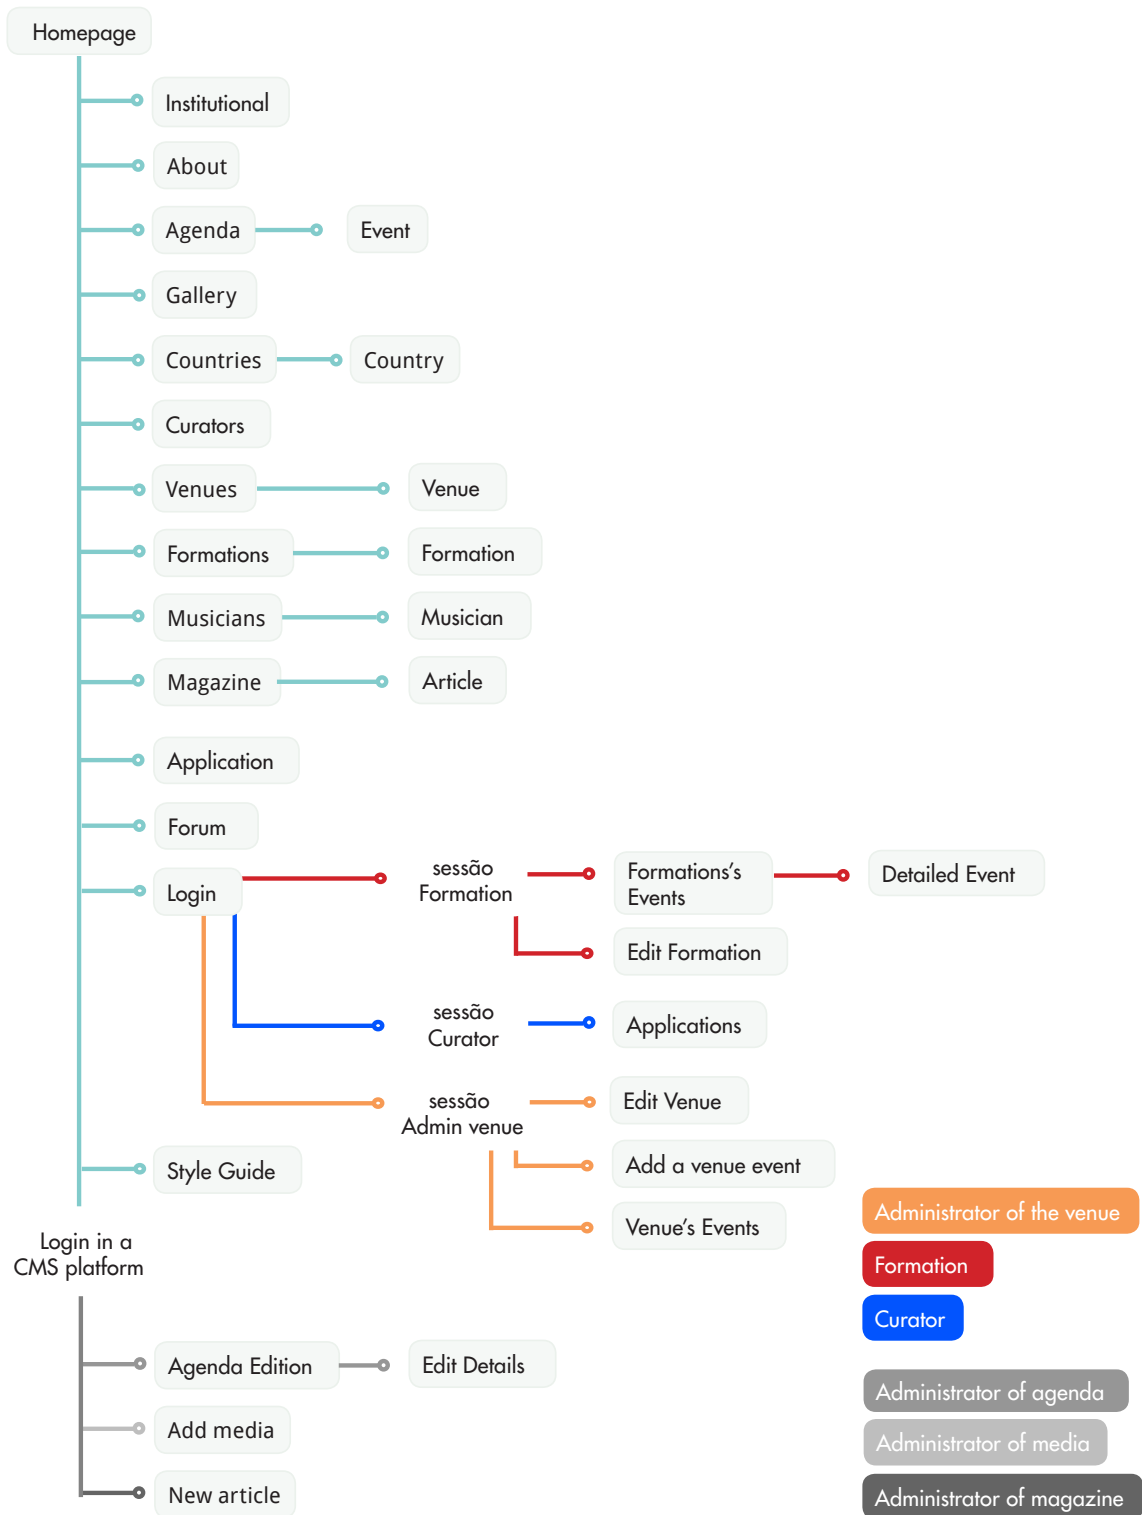 Homepage
Institutional
About
Agenda
Event
Gallery
Countries
Country
Curators
Venues
Venue
Formations
Formation
Musicians
Musician
Magazine
Article
Application
Forum
Login
sessão
Formation
Formations's
Events
Detailed Event
Edit Formation
sessão
Curator
Applications
sessão
Admin venue
Edit Venue
Add a venue event
Venue's Events
Style Guide
Login in a
CMS platform
Agenda Edition
Edit Details
Add media
New article
Administrator of the venue
Formation
Curator
Administrator of agenda
Administrator of media
Administrator of magazine